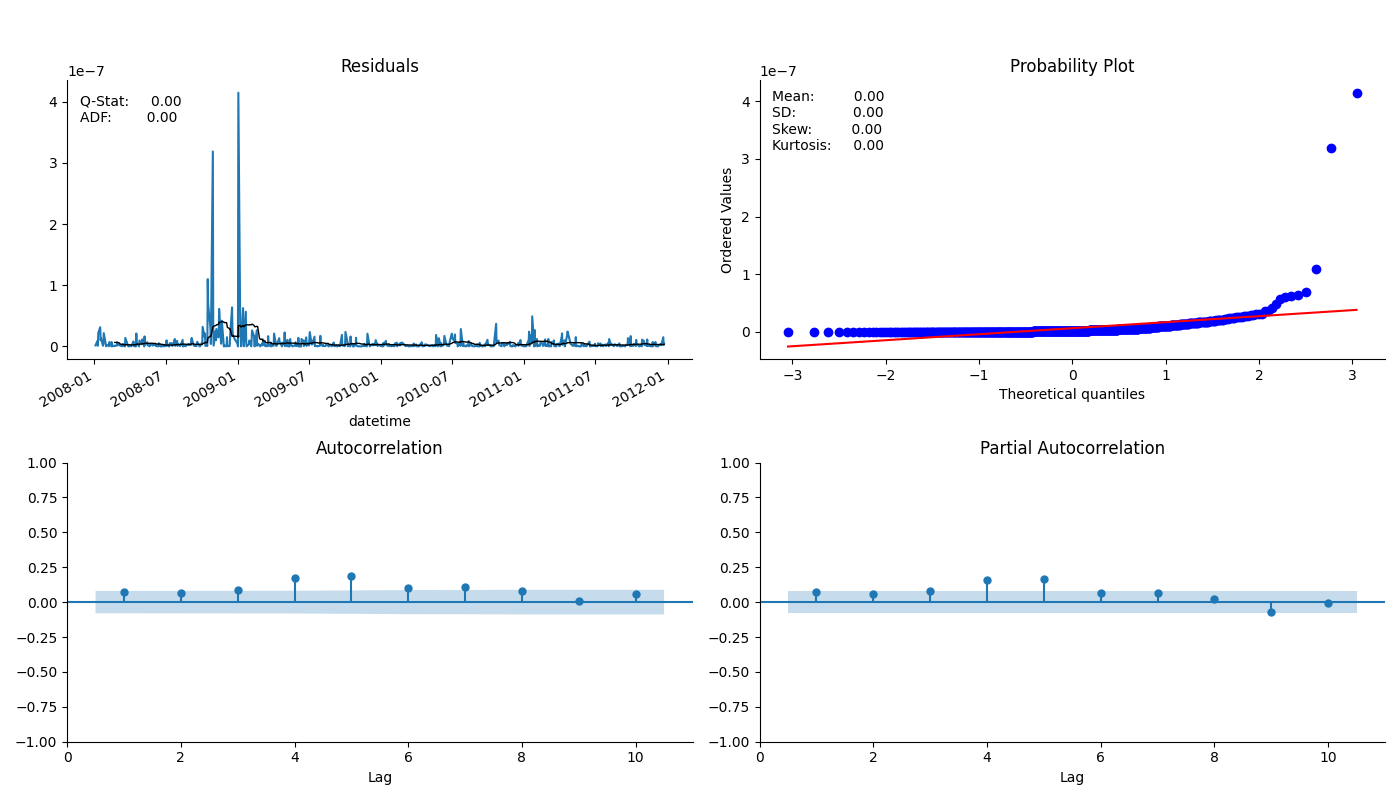 Residuals
1e−7
Q-Stat: 0.00
ADF: 0.00
4
3
2
1
0
2008-01
2008-07
2009-01
2009-07
2010-01
2010-07
2011-01
2011-07
2012-01
datetime
Probability Plot
1e−7
Mean: 0.00
SD: 0.00
Skew: 0.00
Kurtosis: 0.00
Ordered Values
4
3
2
1
0
−3 −2 −1 0 1 2 3
Theoretical quantiles
Autocorrelation
1.00
0.75
0.50
0.25
0.00
−0.25
−0.50
−0.75
−1.00
0 2 4 6 8 10
Lag
Partial Autocorrelation
1.00
0.75
0.50
0.25
0.00
−0.25
−0.50
−0.75
−1.00
0 2 4 6 8 10
Lag